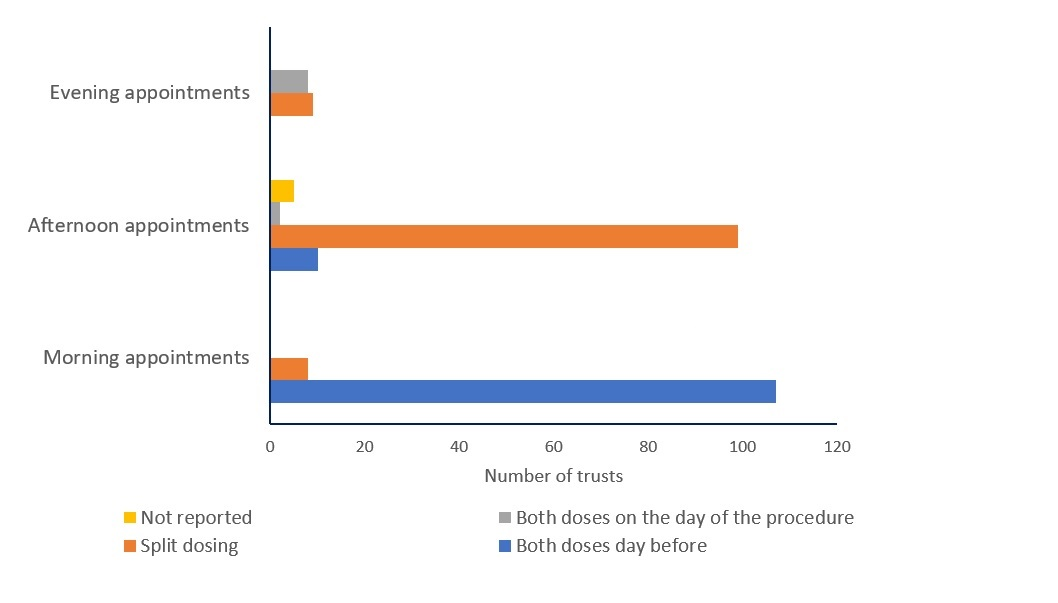 Evening appointments
Afternoon appointments
Morning appointments
0 20 40 60 80 100 120
Number of trusts
Not reported Both doses on the day of the procedure
Split dosing Both doses day before